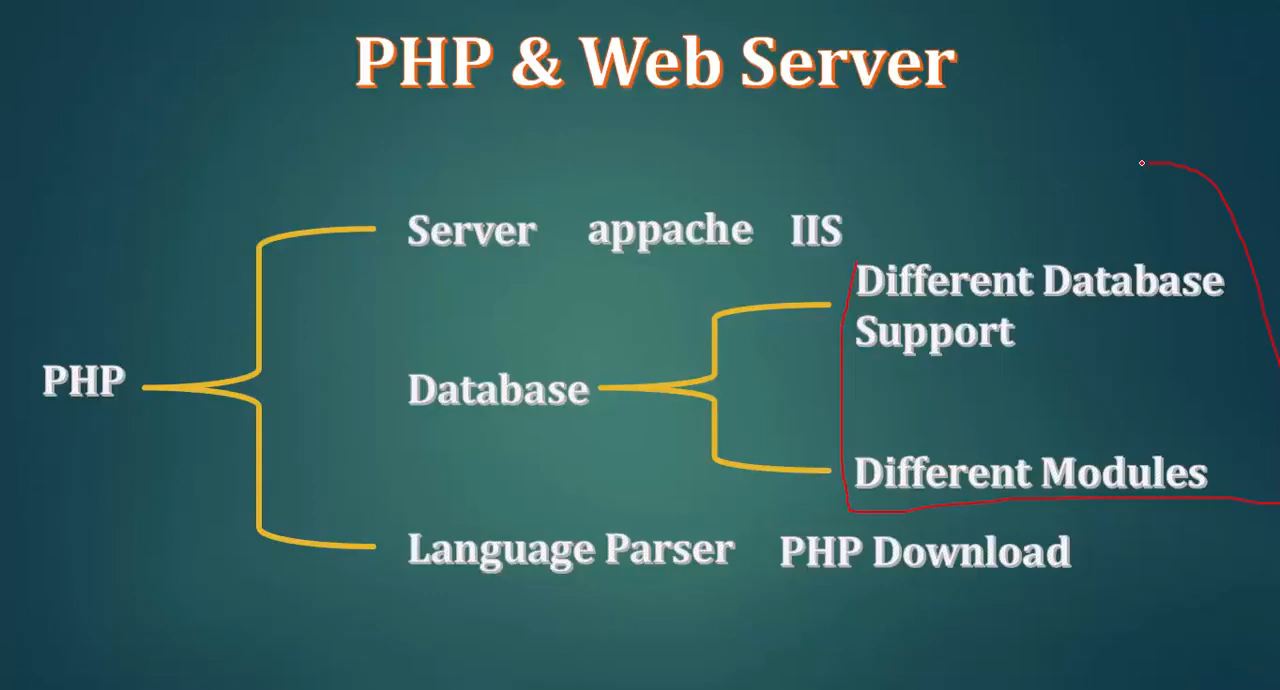 PHP & Web Server
Server appache IIS
Different Database
Support
PHP
Database
Different Modules
Language Parser PHP Download